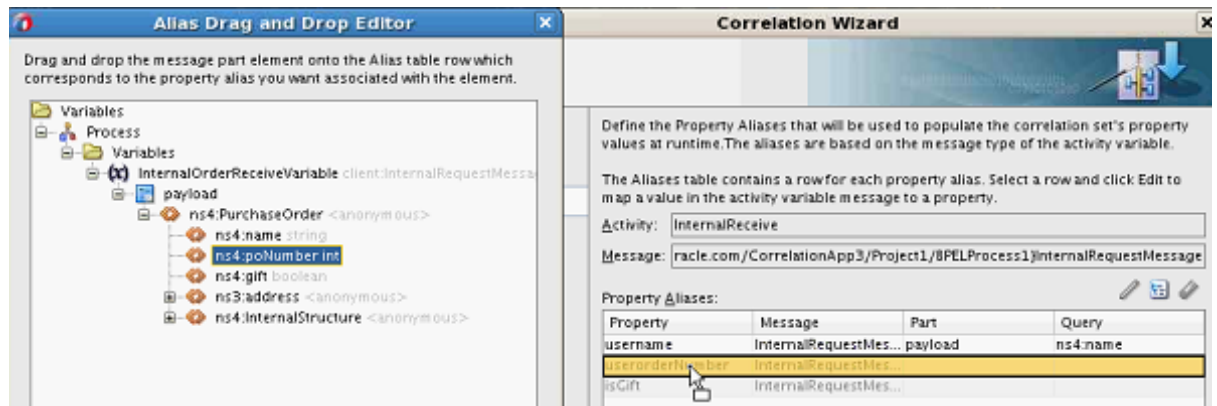 Alias Drag and Drop Editor
Drag and drop the message part element onto the Alias table row which
corresponds to the property alias you want associated with the element.
Variables
Process
Variables
InternalOrderReceiveVariable client:InternalRequestMessa
payload
ns4:PurchaseOrder <anonymous>
ns4:name string
ns4:poNumber int
ns4:gift boolean
ns3:address <anonymous>
ns4:InternalStructure <anonymous>
Correlation Wizard
Define the Property Aliases that will be used to populate the correlation set's property
values at runtime.The aliases are based on the message type of the activity variable.
The Aliases table contains a row for each property alias. Select a row and click Edit to
map a value in the activity variable message to a property.
Activity: InternalReceive
Message: racle.com/CorrelationApp3/Project1/BPELProcess1}InternalRequestMessage
Property Aliases:
Property Message Part Query
username InternalRequestMes... payload ns4:name
userorderNumber InternalRequestMes...
isGift InternalRequestMes...